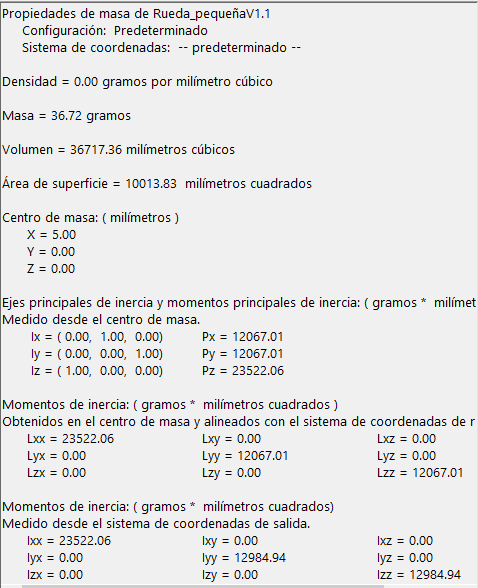 Propiedades de masa de Rueda_pequeñaV1.1
Configuración: Predeterminado
Sistema de coordenadas: -- predeterminado --
Densidad = 0.00 gramos por milímetro cúbico
Masa = 36.72 gramos
Volumen = 36717.36 milímetros cúbicos
Área de superficie = 10013.83 milímetros cuadrados
Centro de masa: ( milímetros )
X = 5.00
Y = 0.00
Z = 0.00
Ejes principales de inercia y momentos principales de inercia: ( gramos * milímet
Medido desde el centro de masa.
Ix = ( 0.00, 1.00, 0.00) Px = 12067.01
Iy = ( 0.00, 0.00, 1.00) Py = 12067.01
Iz = ( 1.00, 0.00, 0.00) Pz = 23522.06
Momentos de inercia: ( gramos * milímetros cuadrados )
Obtenidos en el centro de masa y alineados con el sistema de coordenadas de r
Lxx = 23522.06 Lxy = 0.00 Lxz = 0.00
Lyx = 0.00 Lyy = 12067.01 Lyz = 0.00
Lzx = 0.00 Lzy = 0.00 Lzz = 12067.01
Momentos de inercia: ( gramos * milímetros cuadrados)
Medido desde el sistema de coordenadas de salida.
Ixx = 23522.06 Ixy = 0.00 Ixz = 0.00
Iyx = 0.00 Iyy = 12984.94 Iyz = 0.00
Izx = 0.00 Izy = 0.00 Izz = 12984.94